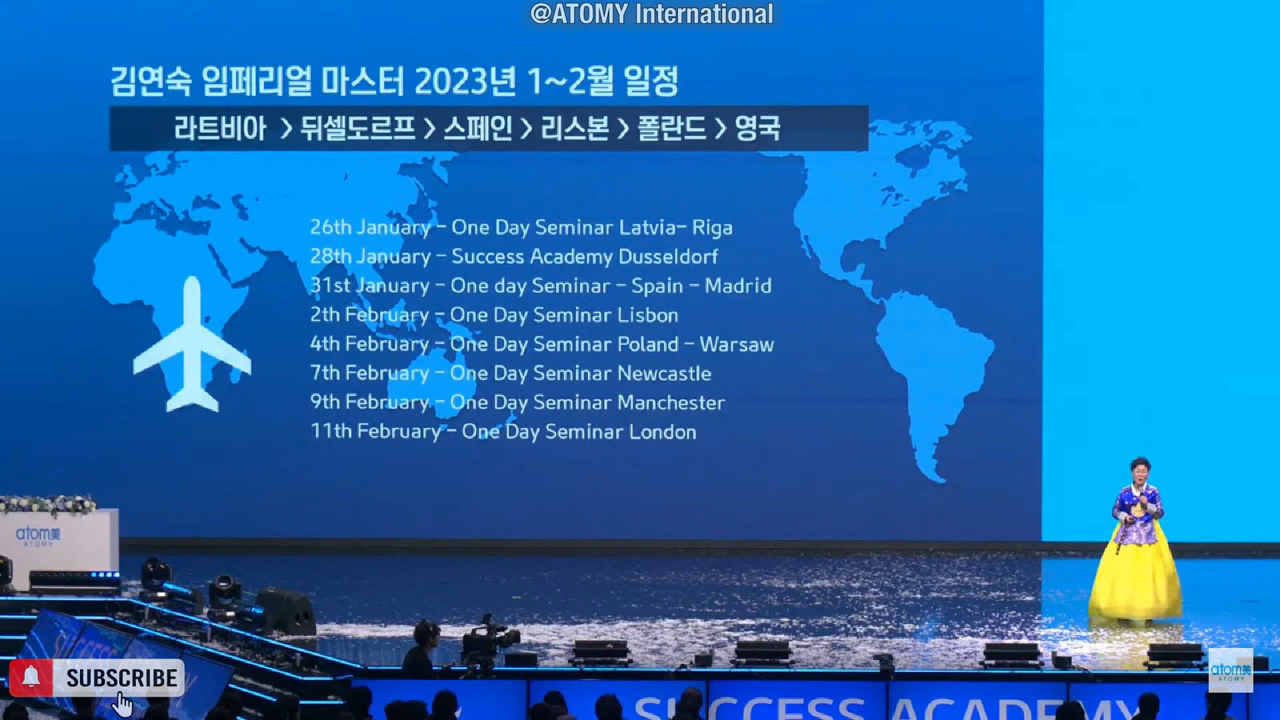 @ATOMY International
김연숙 임페리얼 마스터 2023년 1~2월 일정
라트비아 > 뒤셀도르프 > 스페인 > 리스본 > 폴란드 > 영국
26th January - One Day Seminar Latvia- Riga
28th January - Success Academy Dusseldorf
31st January - One day Seminar - Spain - Madrid
2th February - One Day Seminar Lisbon
4th February - One Day Seminar Poland - Warsaw
7th February - One Day Seminar Newcastle
9th February - One Day Seminar Manchester
11th February - One Day Seminar London
atom美
ATOMY
SUBSCRIBE
SUCCESS ACADEMY
atom美
ATOMY